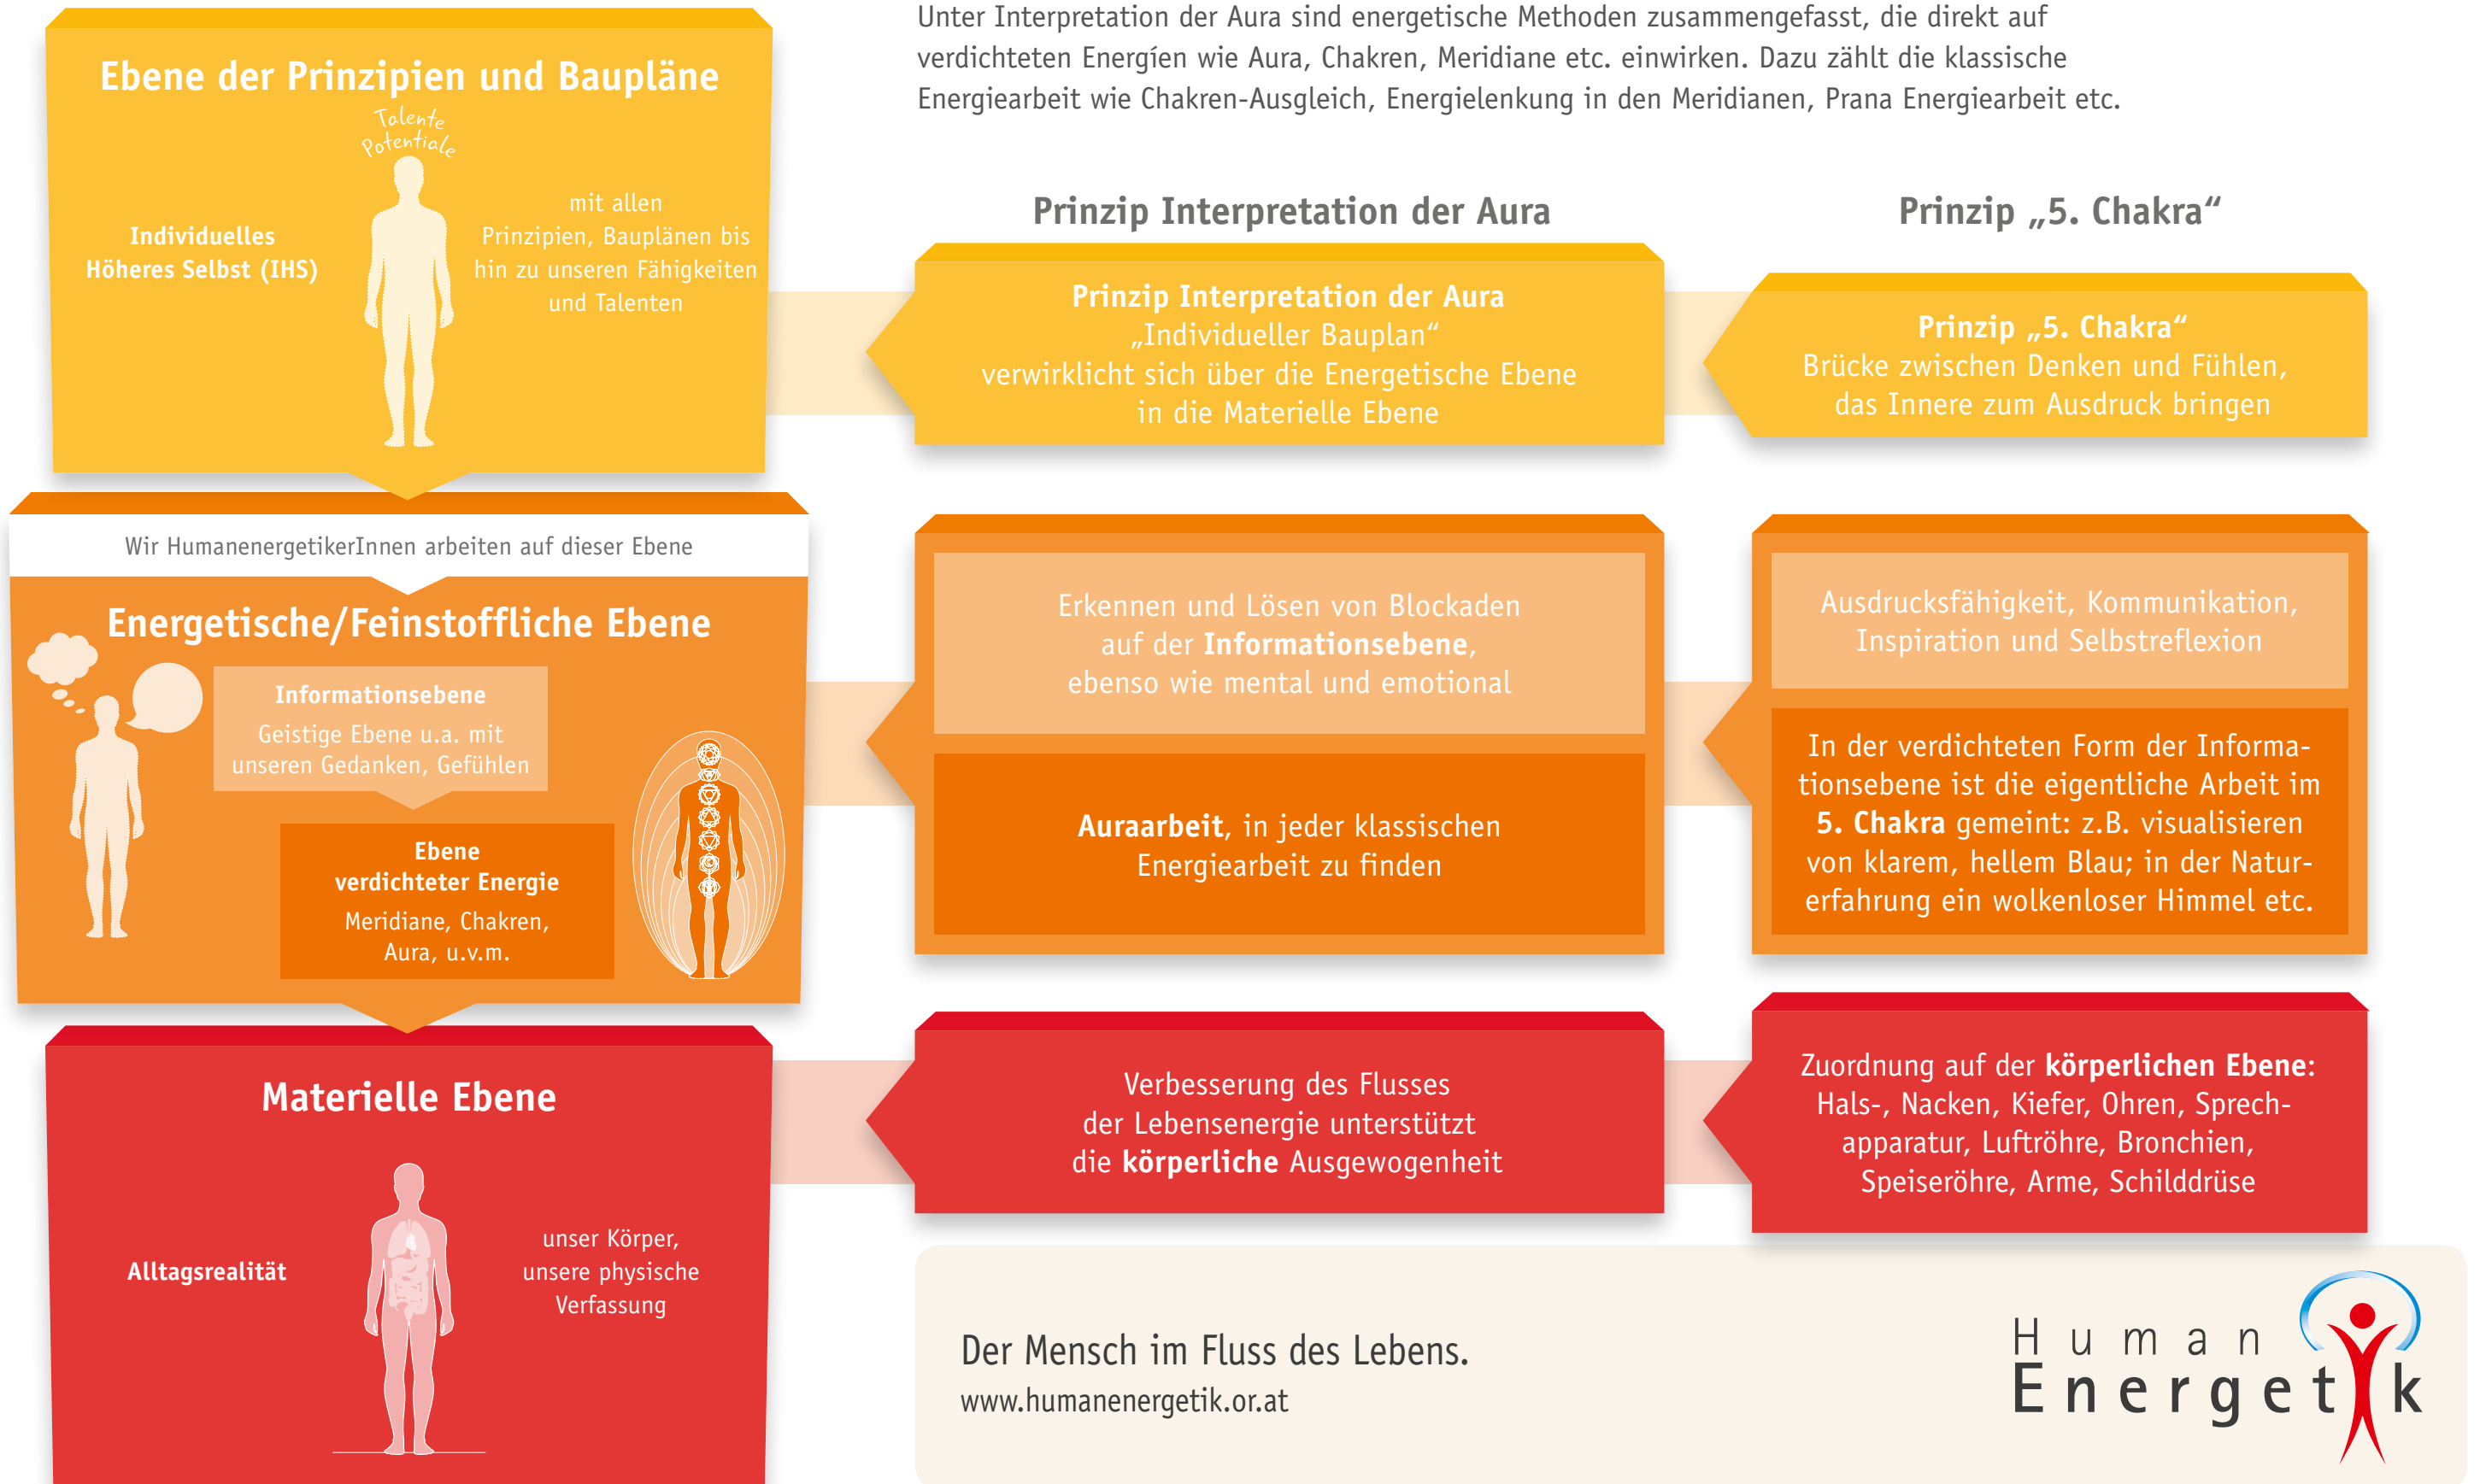 Ebene der Prinzipien und Baupläne
Talente
Potentiale
Individuelles
Höheres Selbst (IHS)
mit allen
Prinzipien, Bauplänen bis
hin zu unseren Fähigkeiten
und Talenten
Wir HumanenergetikerInnen arbeiten auf dieser Ebene
Energetische/Feinstoffliche Ebene
Informationsebene
Geistige Ebene u.a. mit
unseren Gedanken, Gefühlen
Ebene
verdichteter Energie
Meridiane, Chakren,
Aura, u.v.m.
Materielle Ebene
Alltagsrealität
unser Körper,
unsere physische
Verfassung
Unter Interpretation der Aura sind energetische Methoden zusammengefasst, die direkt auf
verdichteten Energíen wie Aura, Chakren, Meridiane etc. einwirken. Dazu zählt die klassische
Energiearbeit wie Chakren-Ausgleich, Energielenkung in den Meridianen, Prana Energiearbeit etc.
Prinzip Interpretation der Aura
Prinzip Interpretation der Aura
„Individueller Bauplan“
verwirklicht sich über die Energetische Ebene
in die Materielle Ebene
Erkennen und Lösen von Blockaden
auf der Informationsebene,
ebenso wie mental und emotional
Auraarbeit, in jeder klassischen
Energiearbeit zu finden
Verbesserung des Flusses
der Lebensenergie unterstützt
die körperliche Ausgewogenheit
Prinzip „5. Chakra“
Prinzip „5. Chakra“
Brücke zwischen Denken und Fühlen,
das Innere zum Ausdruck bringen
Ausdrucksfähigkeit, Kommunikation,
Inspiration und Selbstreflexion
In der verdichteten Form der Informa-
tionsebene ist die eigentliche Arbeit im
5. Chakra gemeint: z.B. visualisieren
von klarem, hellem Blau; in der Natur-
erfahrung ein wolkenloser Himmel etc.
Zuordnung auf der körperlichen Ebene:
Hals-, Nacken, Kiefer, Ohren, Sprech-
apparatur, Luftröhre, Bronchien,
Speiseröhre, Arme, Schilddrüse
Der Mensch im Fluss des Lebens.
www.humanenergetik.or.at
Human
Energetik